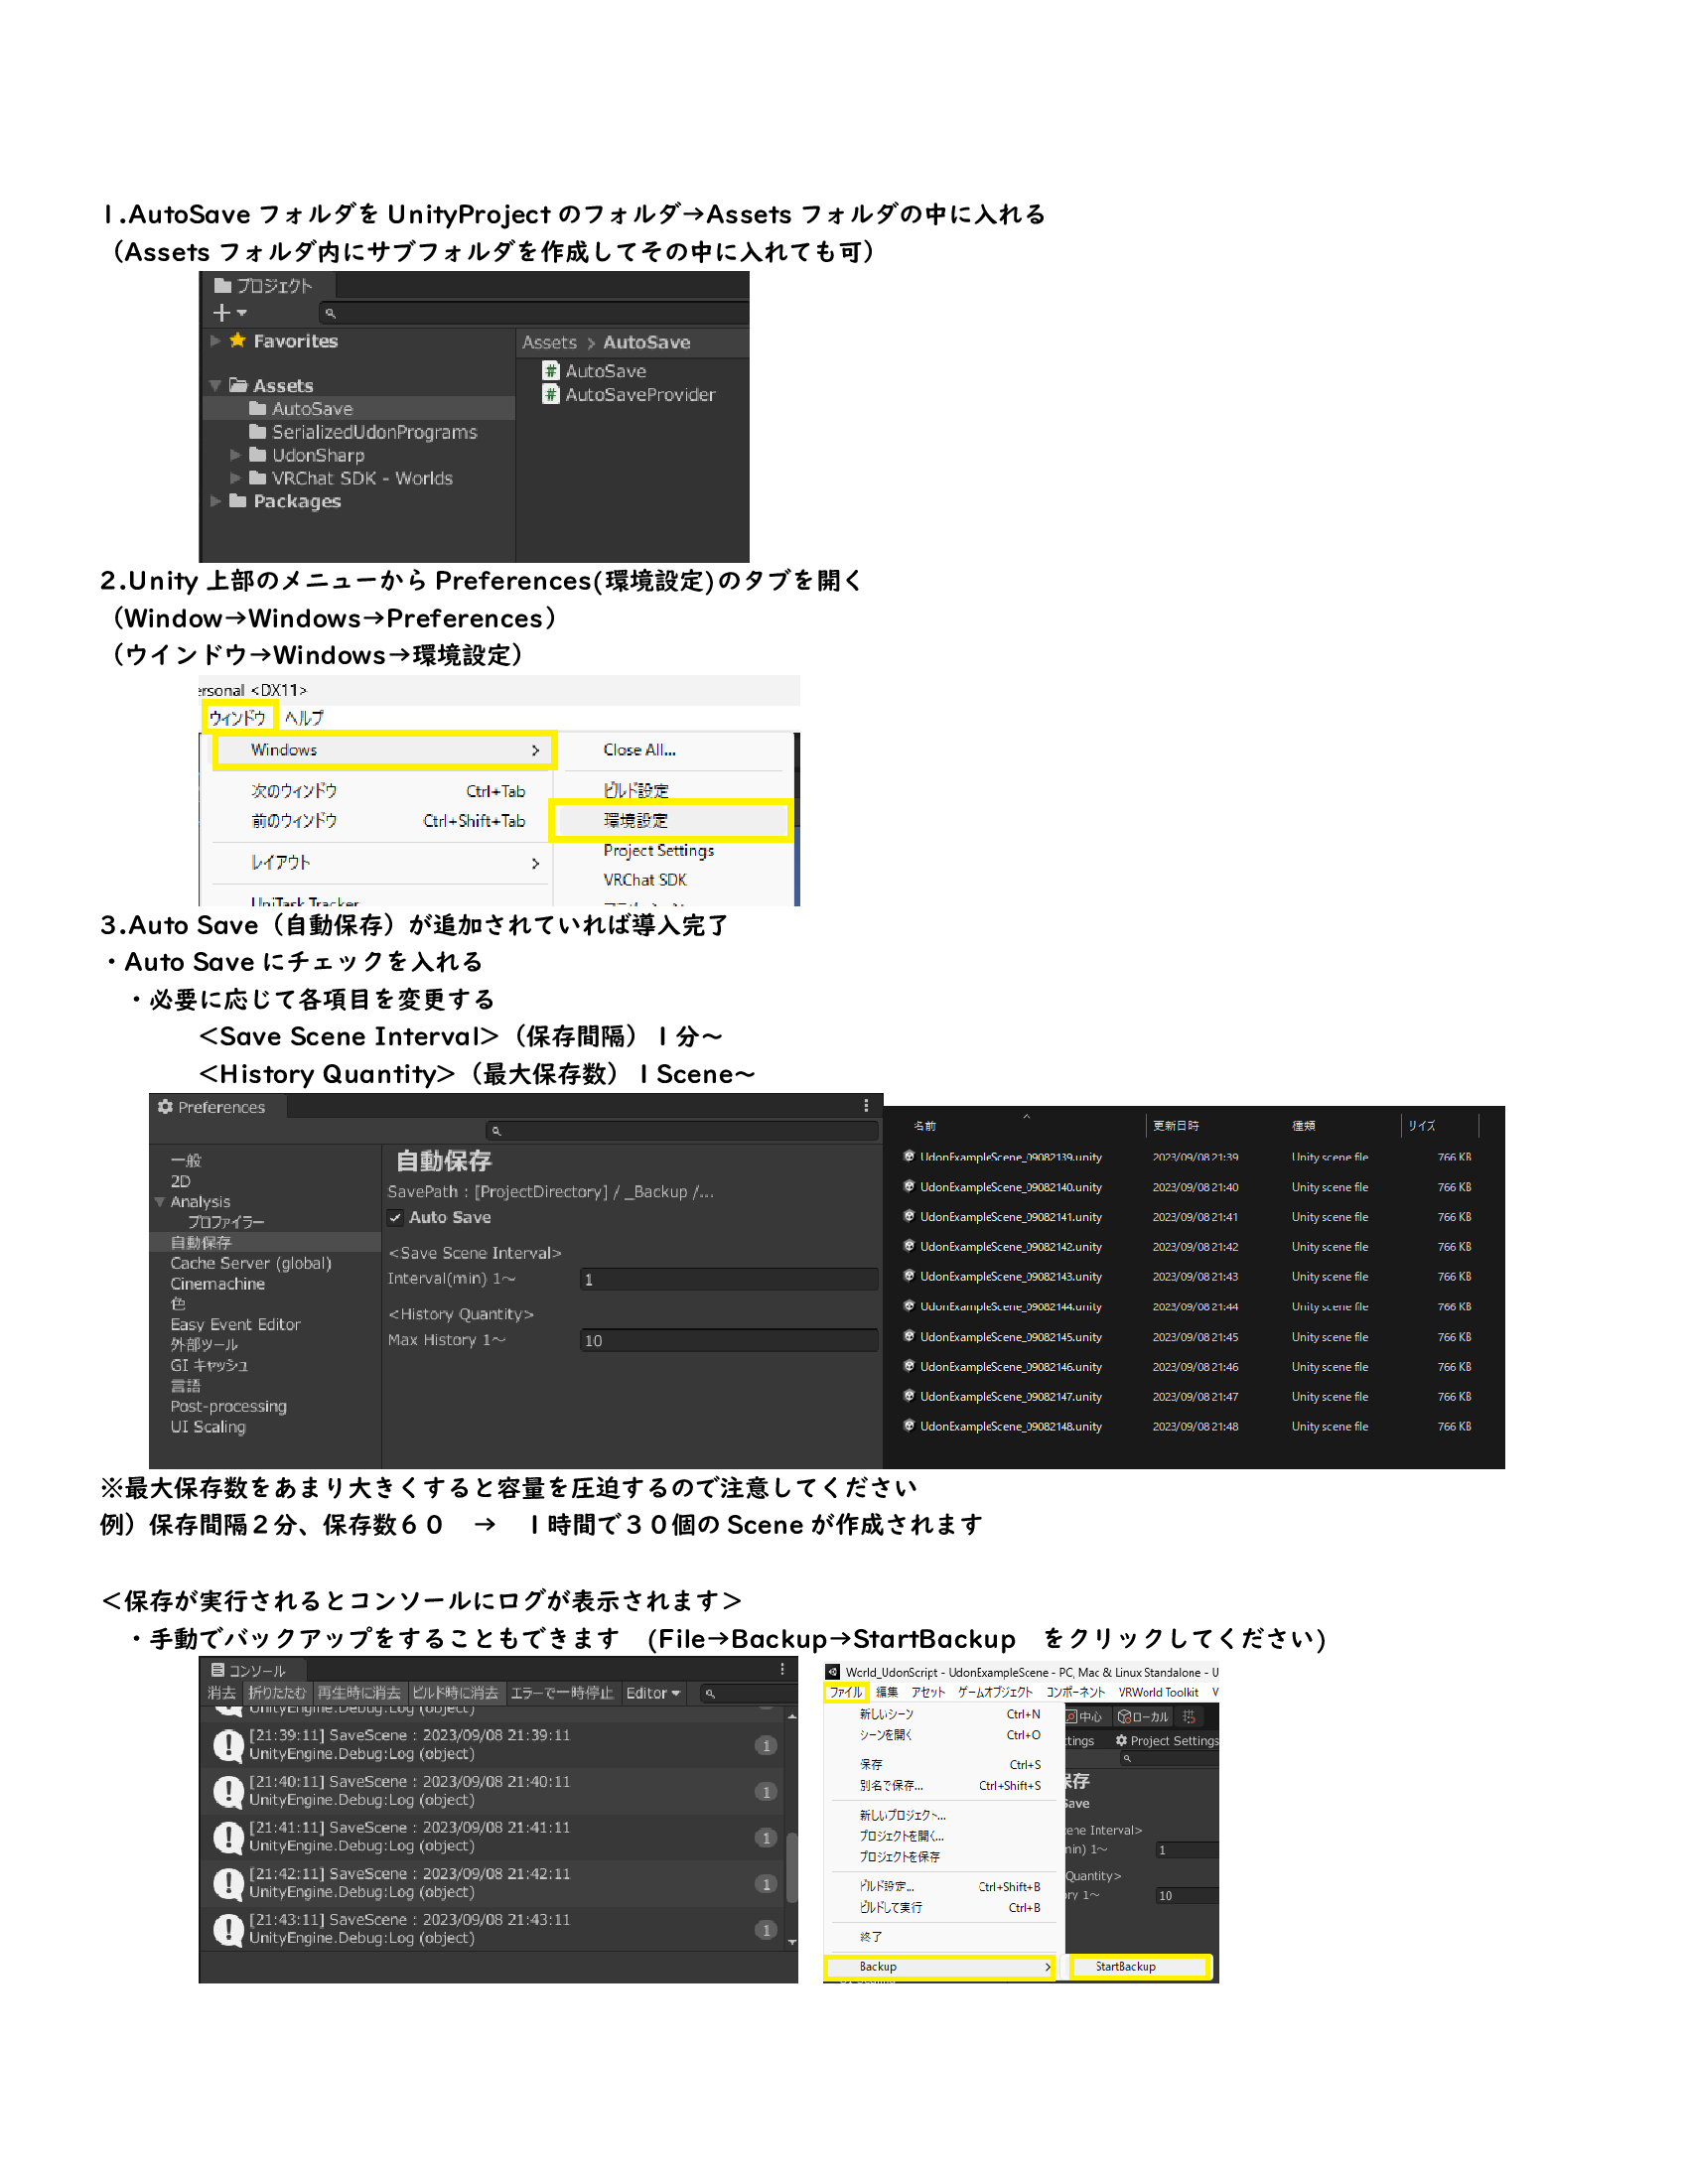 1.AutoSave フォルダを UnityProject のフォルダ→Assets フォルダの中に入れる
（Assets フォルダ内にサブフォルダを作成してその中に入れても可）
プロジェクト
Favorites
Assets > AutoSave
AutoSave
AutoSaveProvider
Assets
AutoSave
SerializedUdonPrograms
UdonSharp
VRChat SDK - Worlds
Packages
2.Unity 上部のメニューから Preferences(環境設定)のタブを開く
（Window→Windows→Preferences）
（ウインドウ→Windows→環境設定）
ersonal <DX11>
ウィンドウ ヘルプ
Windows > Close All...
次のウィンドウ Ctrl+Tab ビルド設定
前のウィンドウ Ctrl+Shift+Tab 環境設定
Project Settings
レイアウト > VRChat SDK
UniTask Tracker
3.Auto Save（自動保存）が追加されていれば導入完了
・Auto Save にチェックを入れる
・必要に応じて各項目を変更する
<Save Scene Interval>（保存間隔）１分～
<History Quantity>（最大保存数）１Scene～
Preferences
一般
2D
Analysis
プロファイラー
自動保存
Cache Server (global)
Cinemachine
色
Easy Event Editor
外部ツール
GI キャッシュ
言語
Post-processing
UI Scaling
自動保存
SavePath : [ProjectDirectory] / _Backup /...
Auto Save
<Save Scene Interval>
Interval(min) 1～ 1
<History Quantity>
Max History 1～ 10
名前 更新日時 種類 サイズ
UdonExampleScene_09082139.unity 2023/09/08 21:39 Unity scene file 766 KB
UdonExampleScene_09082140.unity 2023/09/08 21:40 Unity scene file 766 KB
UdonExampleScene_09082141.unity 2023/09/08 21:41 Unity scene file 766 KB
UdonExampleScene_09082142.unity 2023/09/08 21:42 Unity scene file 766 KB
UdonExampleScene_09082143.unity 2023/09/08 21:43 Unity scene file 766 KB
UdonExampleScene_09082144.unity 2023/09/08 21:44 Unity scene file 766 KB
UdonExampleScene_09082145.unity 2023/09/08 21:45 Unity scene file 766 KB
UdonExampleScene_09082146.unity 2023/09/08 21:46 Unity scene file 766 KB
UdonExampleScene_09082147.unity 2023/09/08 21:47 Unity scene file 766 KB
UdonExampleScene_09082148.unity 2023/09/08 21:48 Unity scene file 766 KB
※最大保存数をあまり大きくすると容量を圧迫するので注意してください
例）保存間隔２分、保存数６０　→　１時間で３０個の Scene が作成されます
＜保存が実行されるとコンソールにログが表示されます＞
・手動でバックアップをすることもできます　(File→Backup→StartBackup　をクリックしてください)
コンソール
消去 折りたたむ 再生時に消去 ビルド時に消去 エラーで一時停止 Editor
UnityEngine.Debug:Log (object)
[21:39:11] SaveScene : 2023/09/08 21:39:11
UnityEngine.Debug:Log (object) 1
[21:40:11] SaveScene : 2023/09/08 21:40:11
UnityEngine.Debug:Log (object) 1
[21:41:11] SaveScene : 2023/09/08 21:41:11
UnityEngine.Debug:Log (object) 1
[21:42:11] SaveScene : 2023/09/08 21:42:11
UnityEngine.Debug:Log (object) 1
[21:43:11] SaveScene : 2023/09/08 21:43:11
UnityEngine.Debug:Log (object) 1
World_UdonScript - UdonExampleScene - PC, Mac & Linux Standalone - U
ファイル 編集 アセット ゲームオブジェクト コンポーネント VRWorld Toolkit V
新しいシーン Ctrl+N
シーンを開く Ctrl+O
保存 Ctrl+S
別名で保存... Ctrl+Shift+S
新しいプロジェクト...
プロジェクトを開く...
プロジェクトを保存
ビルド設定... Ctrl+Shift+B
ビルドして実行 Ctrl+B
終了
Backup > StartBackup
中心 ローカル
ttings Project Settings
保存
Save
ene Interval>
in) 1～ 1
Quantity>
ry 1～ 10